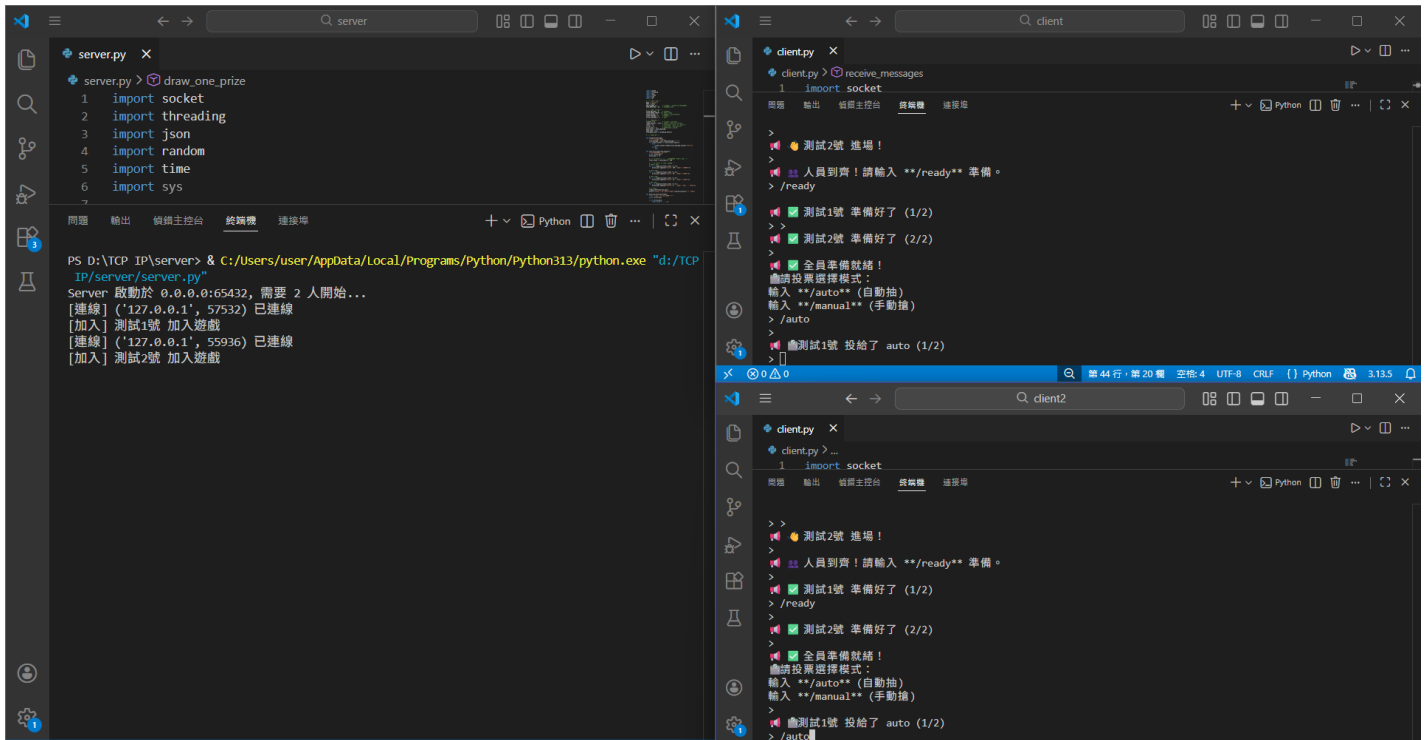 server
server.py
server.py > draw_one_prize
1 import socket
2 import threading
3 import json
4 import random
5 import time
6 import sys
7
問題 輸出 偵錯主控台 終端機 連接埠
Python
PS D:\TCP IP\server> & C:/Users/user/AppData/Local/Programs/Python/Python313/python.exe "d:/TCP
IP/server/server.py"
Server 啟動於 0.0.0.0:65432, 需要 2 人開始...
[連線] ('127.0.0.1', 57532) 已連線
[加入] 測試1號 加入遊戲
[連線] ('127.0.0.1', 55936) 已連線
[加入] 測試2號 加入遊戲
3
1
client
client.py
client.py > receive_messages
1 import socket
問題 輸出 偵錯主控台 終端機 連接埠
Python
>
📢 👋 測試2號 進場！
>
📢 👥 人員到齊！請輸入 **/ready** 準備。
> /ready
📢 ✅ 測試1號 準備好了 (1/2)
> >
📢 ✅ 測試2號 準備好了 (2/2)
>
📢 ✅ 全員準備就緒！
🗳請投票選擇模式：
輸入 **/auto** (自動抽)
輸入 **/manual** (手動搶)
> /auto
>
📢 🗳測試1號 投給了 auto (1/2)
>
1
1
0 0 第 44 行，第 20 欄 空格: 4 UTF-8 CRLF { } Python 3.13.5
client2
client.py
client.py > ...
1 import socket
問題 輸出 偵錯主控台 終端機 連接埠
Python
> >
📢 👋 測試2號 進場！
>
📢 👥 人員到齊！請輸入 **/ready** 準備。
>
📢 ✅ 測試1號 準備好了 (1/2)
> /ready
>
📢 ✅ 測試2號 準備好了 (2/2)
>
📢 ✅ 全員準備就緒！
🗳請投票選擇模式：
輸入 **/auto** (自動抽)
輸入 **/manual** (手動搶)
>
📢 🗳測試1號 投給了 auto (1/2)
> /auto
1